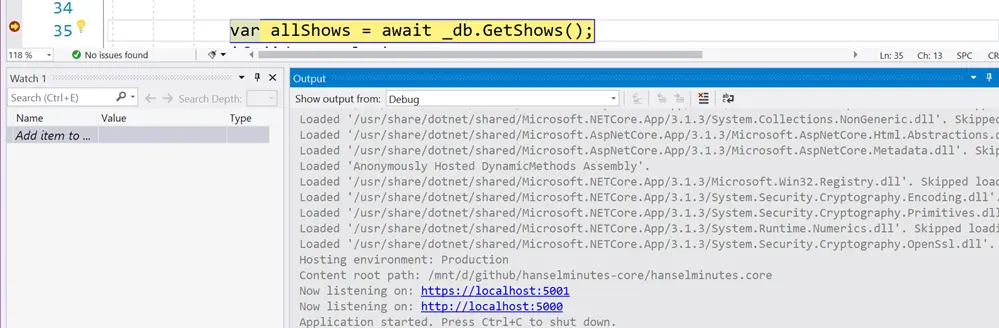 34
35 var allShows = await _db.GetShows();
118 % No issues found Ln: 35 Ch: 13 SPC CR
Watch 1
Search (Ctrl+E) Search Depth:
Name Value Type
Add item to ...
Output
Show output from: Debug
Loaded '/usr/share/dotnet/shared/Microsoft.NETCore.App/3.1.3/System.Collections.NonGeneric.dll'. Skipped
Loaded '/usr/share/dotnet/shared/Microsoft.AspNetCore.App/3.1.3/Microsoft.AspNetCore.Html.Abstractions.d
Loaded '/usr/share/dotnet/shared/Microsoft.AspNetCore.App/3.1.3/Microsoft.AspNetCore.Metadata.dll'. Ski
Loaded 'Anonymously Hosted DynamicMethods Assembly'.
Loaded '/usr/share/dotnet/shared/Microsoft.NETCore.App/3.1.3/Microsoft.Win32.Registry.dll'. Skipped load
Loaded '/usr/share/dotnet/shared/Microsoft.NETCore.App/3.1.3/System.Security.Cryptography.Encoding.dll'.
Loaded '/usr/share/dotnet/shared/Microsoft.NETCore.App/3.1.3/System.Security.Cryptography.Primitives.dll
Loaded '/usr/share/dotnet/shared/Microsoft.NETCore.App/3.1.3/System.Runtime.Numerics.dll'. Skipped loadi
Loaded '/usr/share/dotnet/shared/Microsoft.NETCore.App/3.1.3/System.Security.Cryptography.OpenSsl.dll'.
Hosting environment: Production
Content root path: /mnt/d/github/hanselminutes-core/hanselminutes.core
Now listening on: https://localhost:5001
Now listening on: http://localhost:5000
Application started. Press Ctrl+C to shut down.